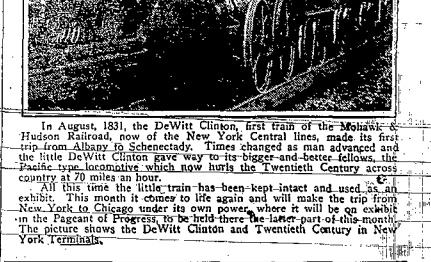 In August, 1831, the DeWitt Clinton, first train of the Mohawk &
Hudson Railroad, now of the New York Central lines, made its first
trip from Albany to Schenectady. Times changed as man advanced and
the little DeWitt Clinton gave way to its bigger and better fellows, the
Pacific type locomotive which now hurls the Twentieth Century across
country at 70 miles an hour.
All this time the little train has been kept intact and used as an
exhibit. This month it comes to life again and will make the trip from
New York to Chicago under its own power, where it will be on exhibit
in the Pageant of Progress, to be held there the latter part of this month.
The picture shows the DeWitt Clinton and Twentieth Century in New
York Terminals.